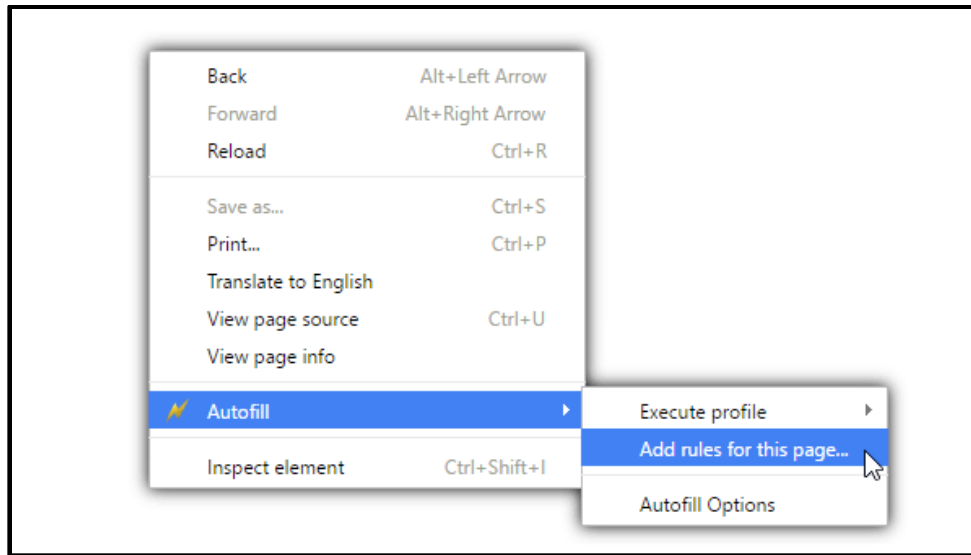 Back Alt+Left Arrow
Forward Alt+Right Arrow
Reload Ctrl+R
Save as... Ctrl+S
Print... Ctrl+P
Translate to English
View page source Ctrl+U
View page info
Autofill
Inspect element Ctrl+Shift+I
Execute profile
Add rules for this page...
Autofill Options